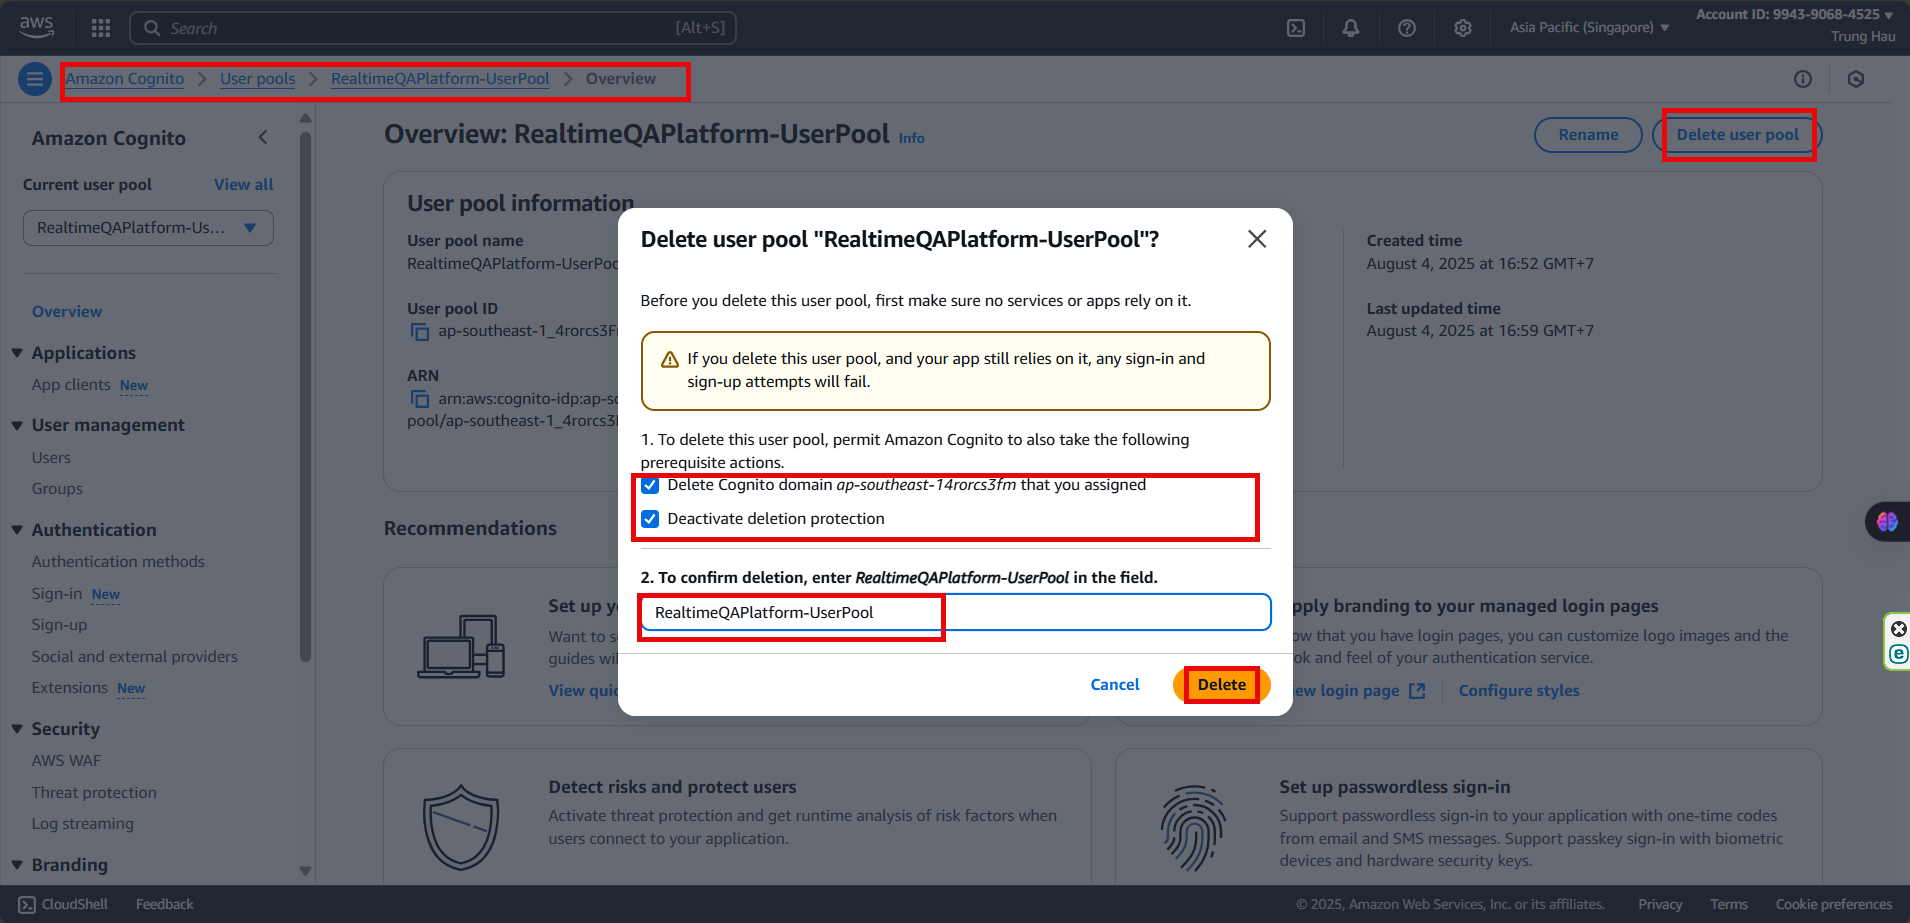 aws
Search
[Alt+S]
Asia Pacific (Singapore)
Account ID: 9943-9068-4525
Trung Hau
Amazon Cognito
User pools
RealtimeQAPlatform-UserPool
Overview
Amazon Cognito
Current user pool
View all
RealtimeQAPlatform-Us...
Overview
Applications
App clients New
User management
Users
Groups
Authentication
Authentication methods
Sign-in New
Sign-up
Social and external providers
Extensions New
Security
AWS WAF
Threat protection
Log streaming
Branding
Overview: RealtimeQAPlatform-UserPool Info
Rename
Delete user pool
User pool information
User pool name
RealtimeQAPlatform-UserPoo
User pool ID
ap-southeast-1_4rorcs3F
ARN
arn:aws:cognito-idp:ap-so
pool/ap-southeast-1_4rorcs3
Created time
August 4, 2025 at 16:52 GMT+7
Last updated time
August 4, 2025 at 16:59 GMT+7
Delete user pool "RealtimeQAPlatform-UserPool"?
Before you delete this user pool, first make sure no services or apps rely on it.
If you delete this user pool, and your app still relies on it, any sign-in and
sign-up attempts will fail.
1. To delete this user pool, permit Amazon Cognito to also take the following
prerequisite actions.
Delete Cognito domain ap-southeast-14rorcs3fm that you assigned
Deactivate deletion protection
2. To confirm deletion, enter RealtimeQAPlatform-UserPool in the field.
RealtimeQAPlatform-UserPool
Cancel
Delete
Recommendations
Set up y
Want to s
guides wi
View quic
pply branding to your managed login pages
ow that you have login pages, you can customize logo images and the
ok and feel of your authentication service.
ew login page
Configure styles
Detect risks and protect users
Activate threat protection and get runtime analysis of risk factors when
users connect to your application.
Set up passwordless sign-in
Support passwordless sign-in to your application with one-time codes
from email and SMS messages. Support passkey sign-in with biometric
devices and hardware security keys.
CloudShell
Feedback
© 2025, Amazon Web Services, Inc. or its affiliates.
Privacy
Terms
Cookie preferences